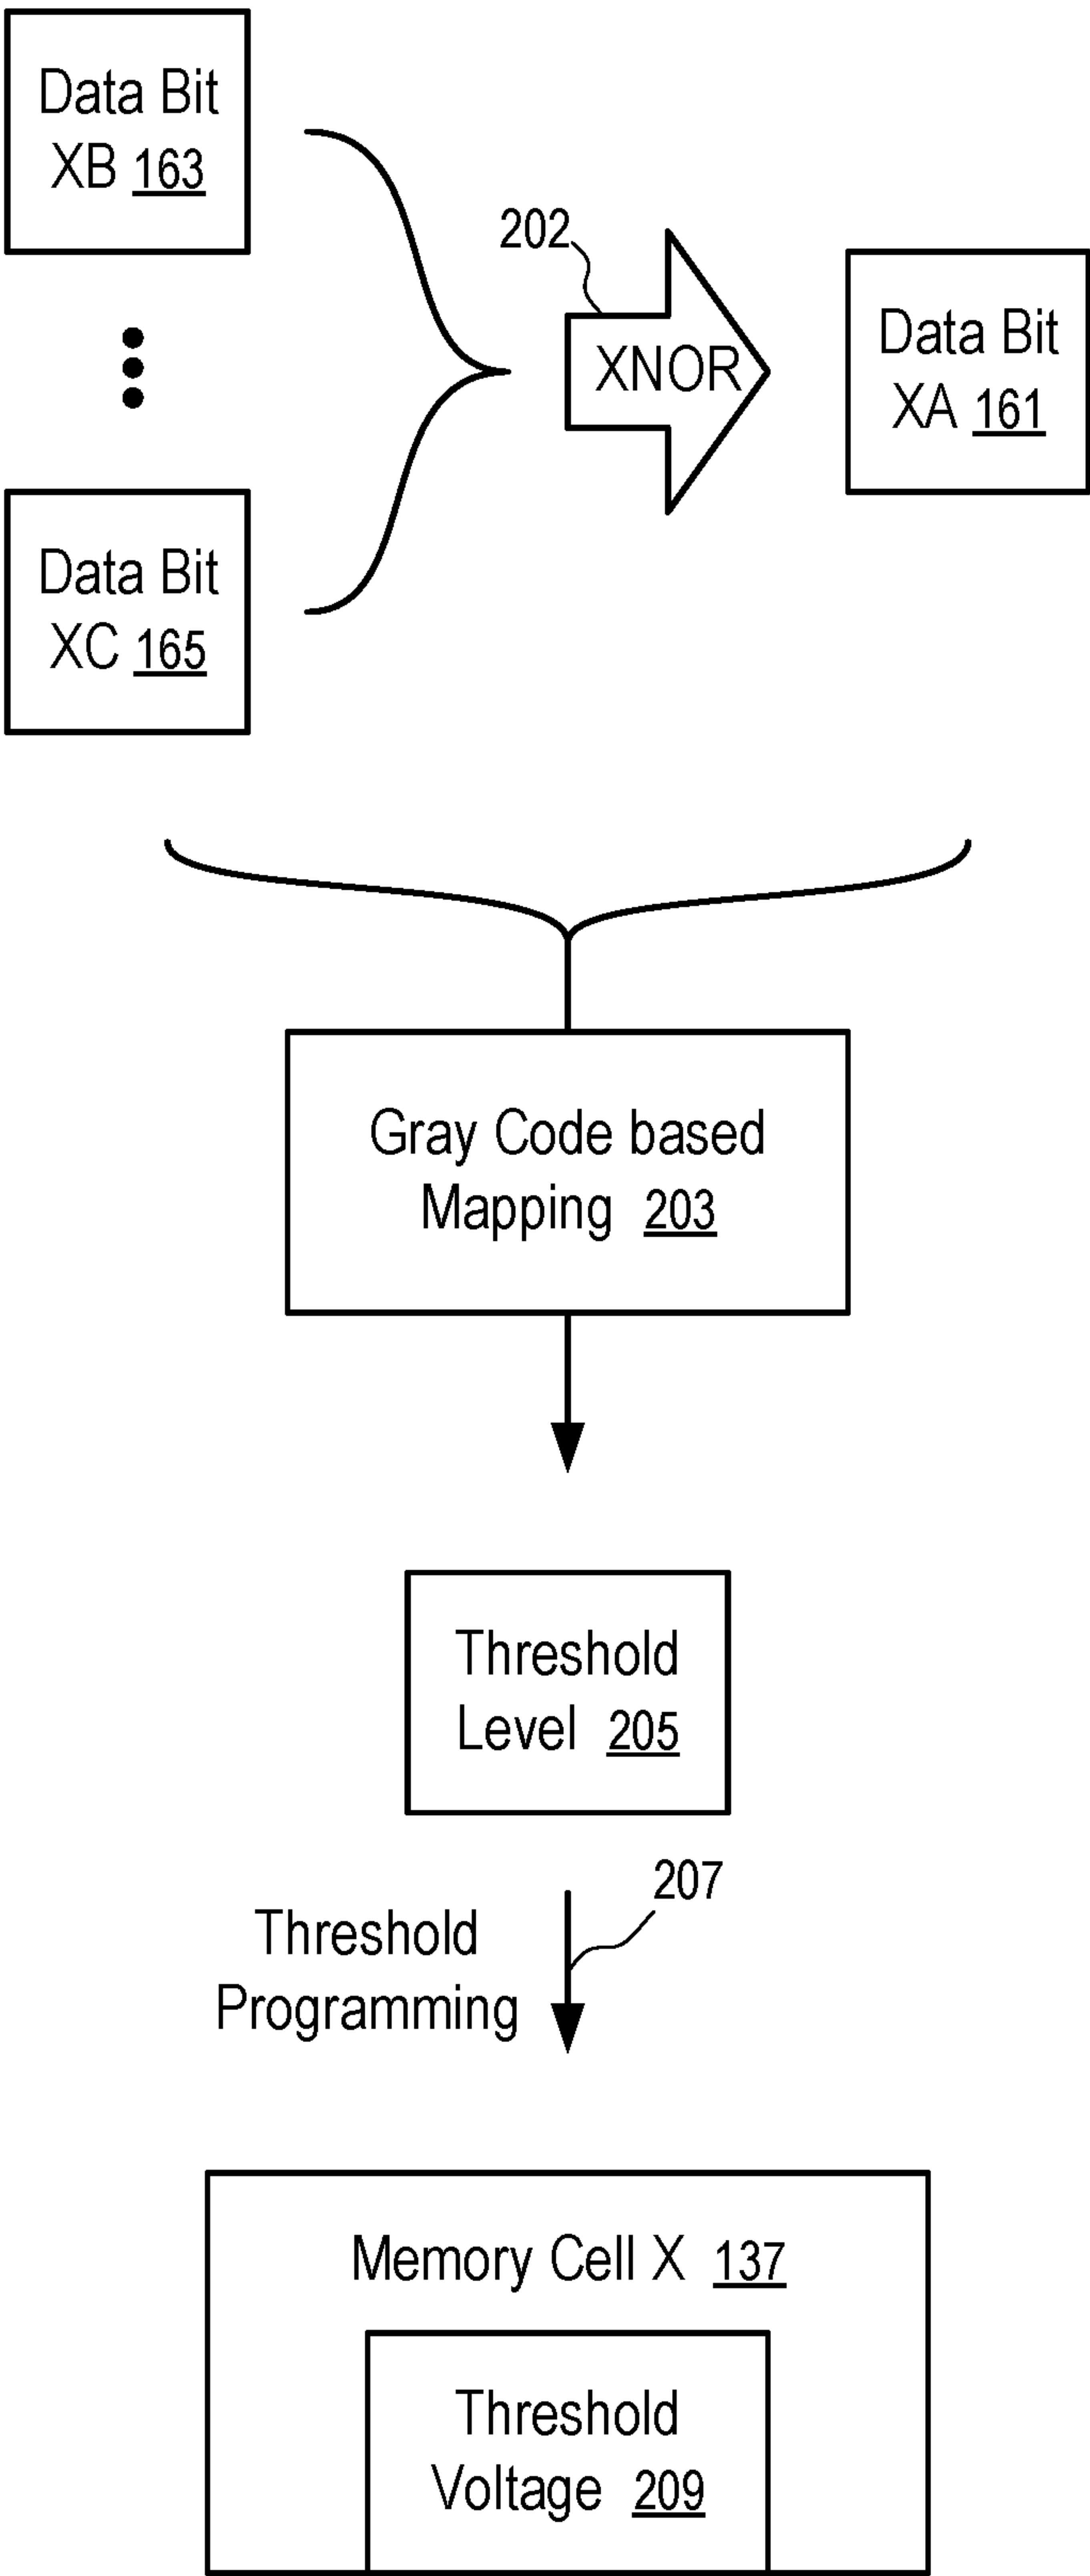 Data Bit
XB 163
202
XNOR
Data Bit
XA 161
Data Bit
XC 165
Gray Code based
Mapping 203
Threshold
Level 205
207
Threshold
Programming
Memory Cell X 137
Threshold
Voltage 209